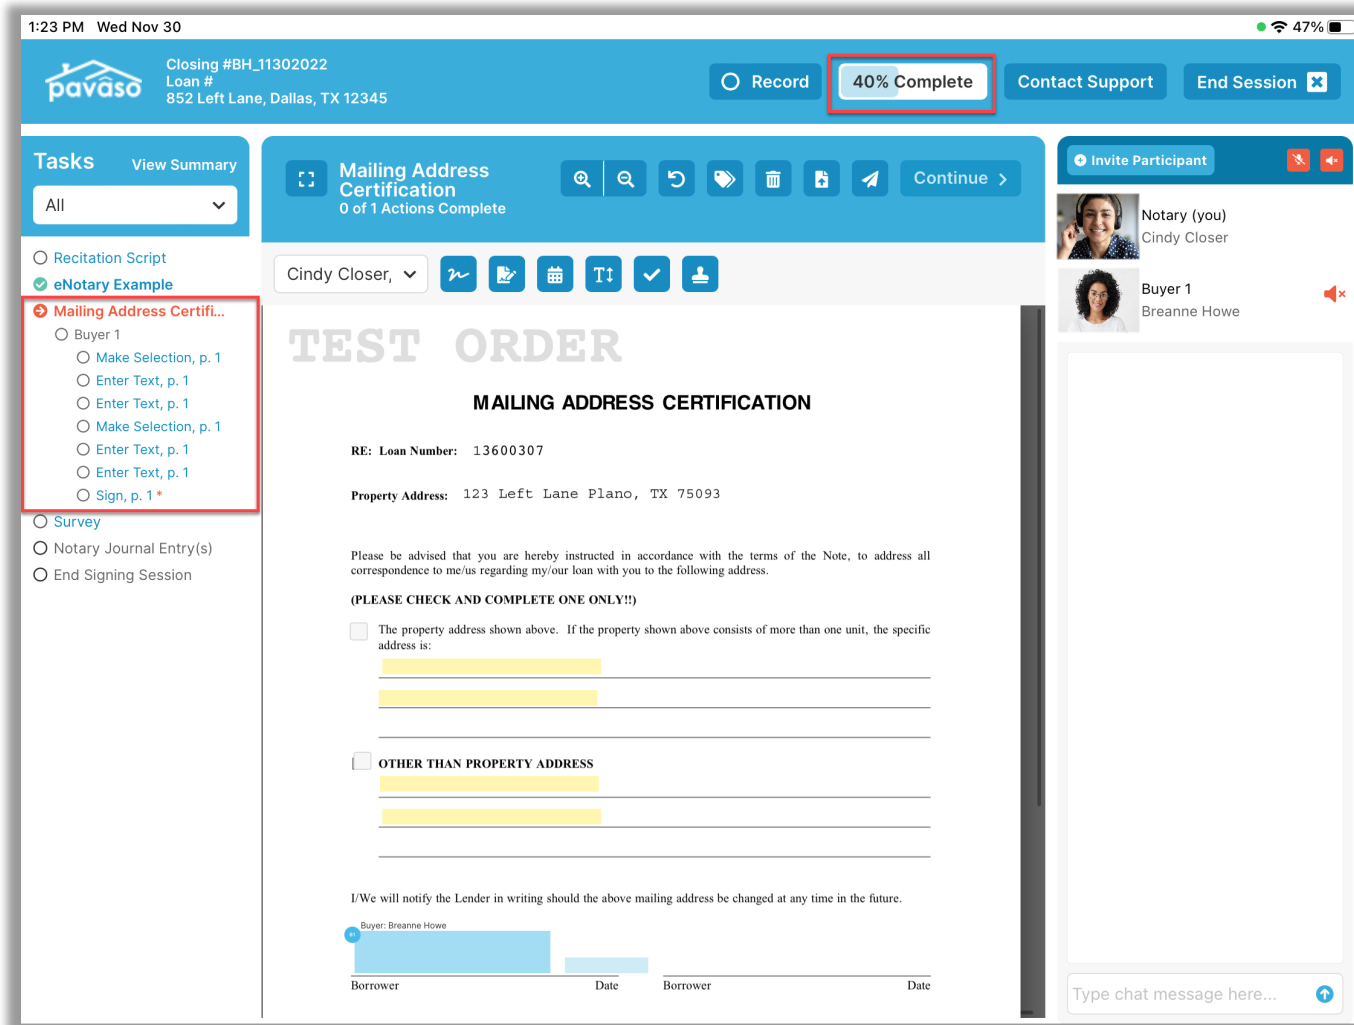 1:23 PM Wed Nov 30
47%
pavaso
Closing #BH_11302022
Loan #
852 Left Lane, Dallas, TX 12345
Record
40% Complete
Contact Support
End Session
Tasks
View Summary
All
Recitation Script
eNotary Example
Mailing Address Certifi...
Buyer 1
Make Selection, p. 1
Enter Text, p. 1
Enter Text, p. 1
Make Selection, p. 1
Enter Text, p. 1
Enter Text, p. 1
Sign, p. 1 *
Survey
Notary Journal Entry(s)
End Signing Session
Mailing Address
Certification
0 of 1 Actions Complete
Continue
Cindy Closer,
TEST ORDER
MAILING ADDRESS CERTIFICATION
RE: Loan Number: 13600307
Property Address: 123 Left Lane Plano, TX 75093
Please be advised that you are hereby instructed in accordance with the terms of the Note, to address all
correspondence to me/us regarding my/our loan with you to the following address.
(PLEASE CHECK AND COMPLETE ONE ONLY!!)
The property address shown above. If the property shown above consists of more than one unit, the specific
address is:
OTHER THAN PROPERTY ADDRESS
I/We will notify the Lender in writing should the above mailing address be changed at any time in the future.
Buyer: Breanne Howe
B1
Borrower Date Borrower Date
Invite Participant
Notary (you)
Cindy Closer
Buyer 1
Breanne Howe
Type chat message here...